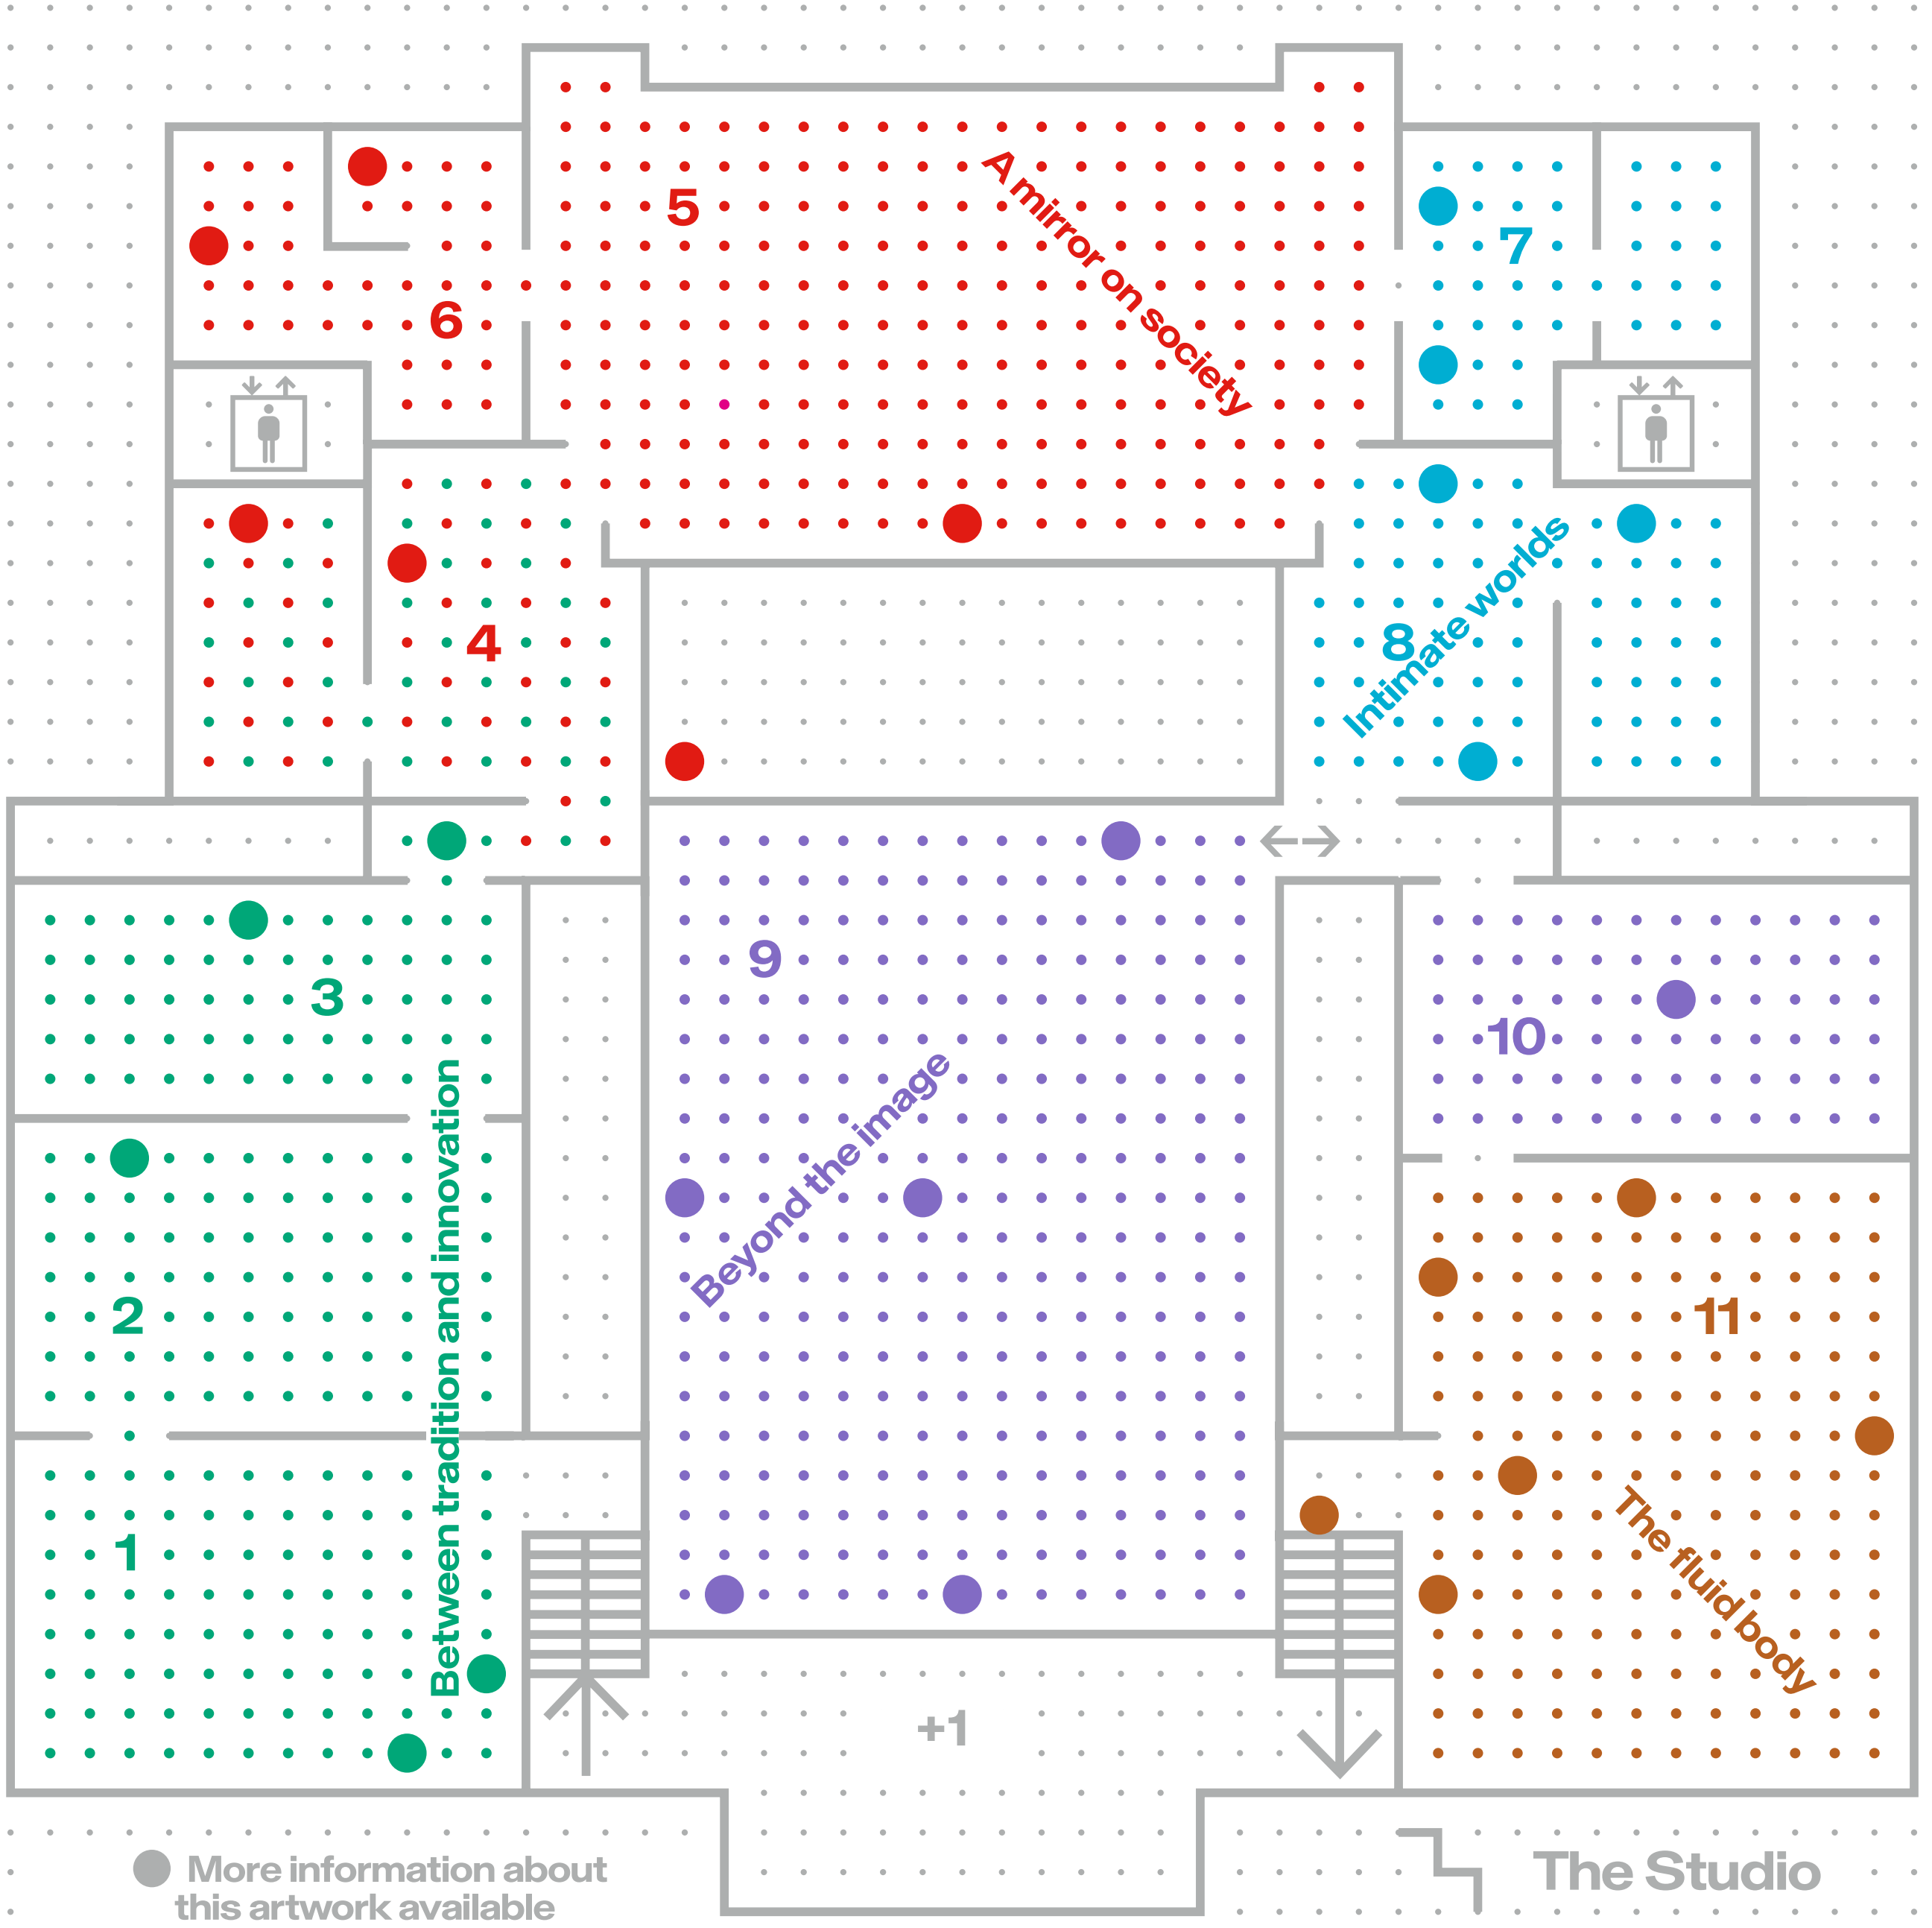 5
A mirror on society
7
6
4
8
Intimate worlds
9
3
10
Beyond the image
Between tradition and innovation
2
11
1
The fluid body
+1
More information about
this artwork available
The Studio